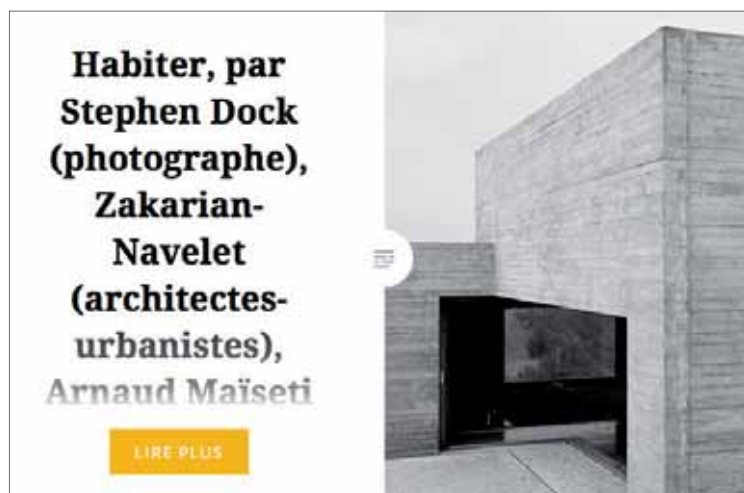 Habiter, par
Stephen Dock
(photographe),
Zakarian-
Navelet
(architectes-
urbanistes),
Arnaud Maïseti
LIRE PLUS